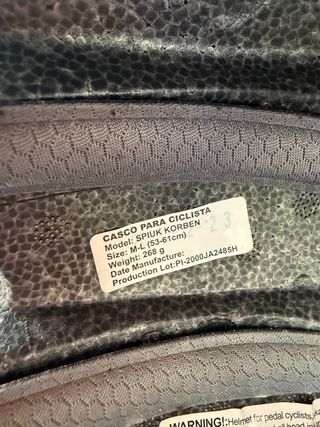 CASCO PARA CICLISTA
Model: SPIUK KORBEN
Size: M-L (53-61cm)
Weight: 268 g
Date Manufacture: 23
Production Lot:PI-2000JA2485H
WARNING!:Helmet for pedal cyclists,